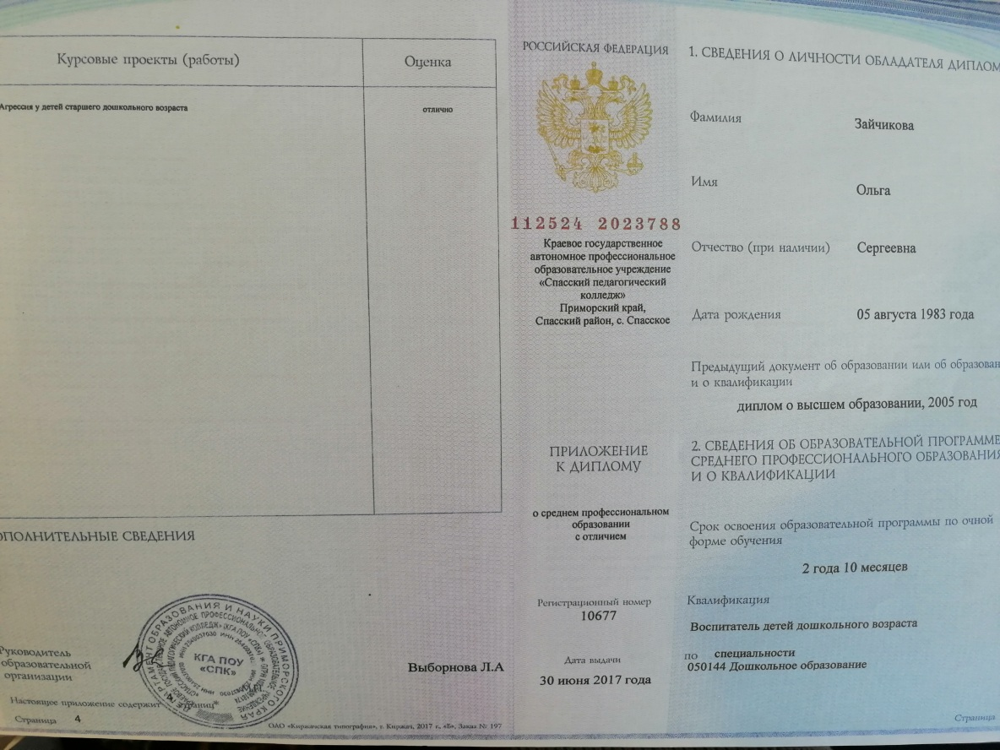 Курсовые проекты (работы)
Оценка
Агрессия у детей старшего дошкольного возраста
отлично
ОПОЛНИТЕЛЬНЫЕ СВЕДЕНИЯ
Руководитель
образовательной
организации
Выборнова Л.А
КГА ПОУ
«СПК»
Настоящее приложение содержит
страниц
Страница 4
ОАО «Киржачская типография», г. Киржач, 2017 г., «Б», Заказ № 197
РОССИЙСКАЯ ФЕДЕРАЦИЯ
112524 2023788
Краевое государственное
автономное профессиональное
образовательное учреждение
«Спасский педагогический
колледж»
Приморский край,
Спасский район, с. Спасское
ПРИЛОЖЕНИЕ
К ДИПЛОМУ
о среднем профессиональном
образовании
с отличием
Регистрационный номер
10677
Дата выдачи
30 июня 2017 года
1. СВЕДЕНИЯ О ЛИЧНОСТИ ОБЛАДАТЕЛЯ ДИПЛОМ
Фамилия
Зайчикова
Имя
Ольга
Отчество (при наличии)
Сергеевна
Дата рождения
05 августа 1983 года
Предыдущий документ об образовании или об образован
и о квалификации
диплом о высшем образовании, 2005 год
2. СВЕДЕНИЯ ОБ ОБРАЗОВАТЕЛЬНОЙ ПРОГРАММЕ
СРЕДНЕГО ПРОФЕССИОНАЛЬНОГО ОБРАЗОВАНИЯ
И О КВАЛИФИКАЦИИ
Срок освоения образовательной программы по очной
форме обучения
2 года 10 месяцев
Квалификация
Воспитатель детей дошкольного возраста
по специальности
050144 Дошкольное образование
Страница